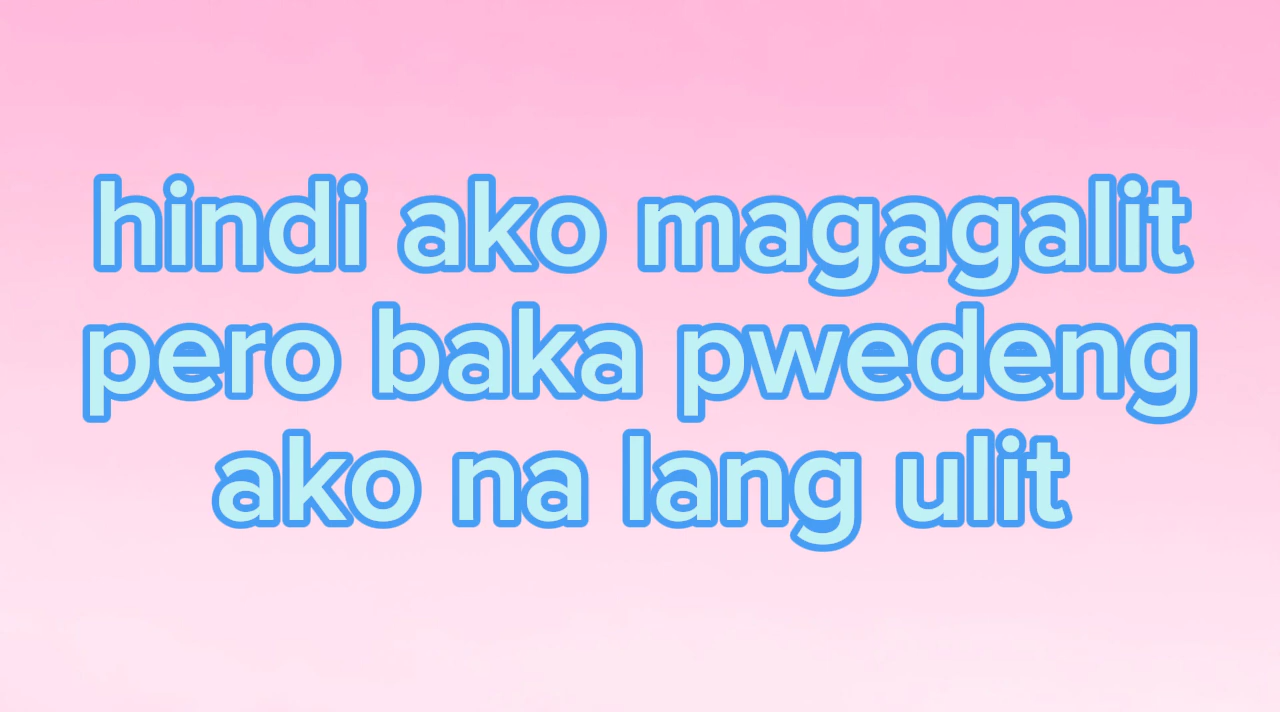 hindi ako magagalit
pero baka pwedeng
ako na lang ulit